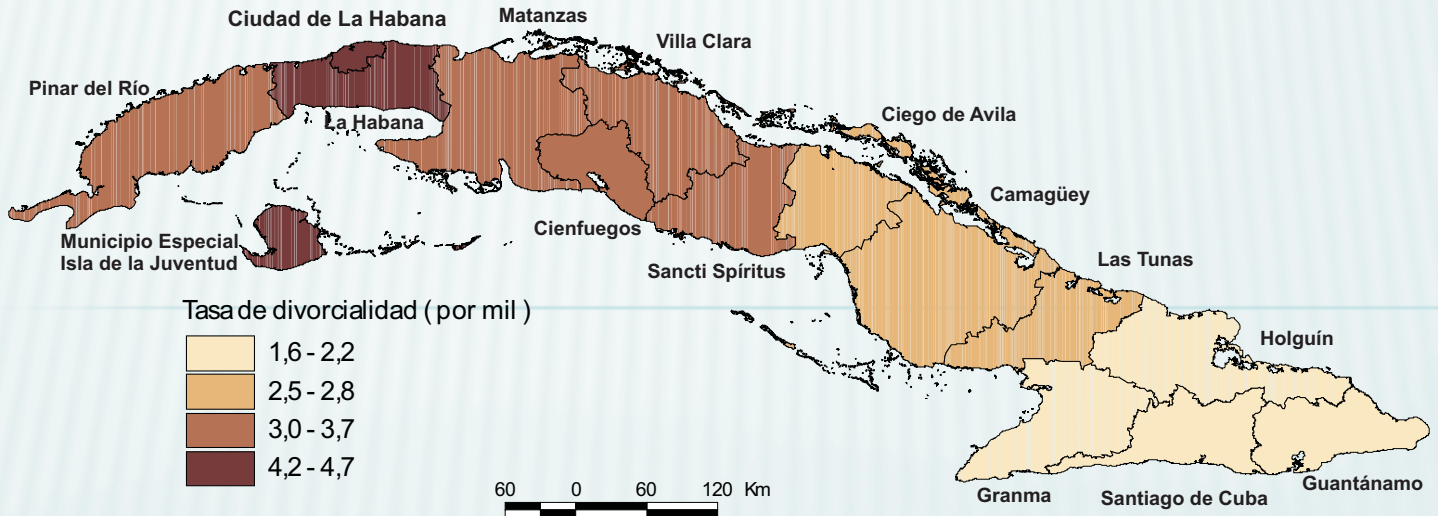 Ciudad de La Habana
Matanzas
Villa Clara
Pinar del Río
La Habana
Ciego de Avila
Camagüey
Municipio Especial
Isla de la Juventud
Cienfuegos
Sancti Spíritus
Las Tunas
Holguín
Granma
Santiago de Cuba
Guantánamo
Tasa de divorcialidad ( por mil )
1,6 - 2,2
2,5 - 2,8
3,0 - 3,7
4,2 - 4,7
60 0 60 120 Km